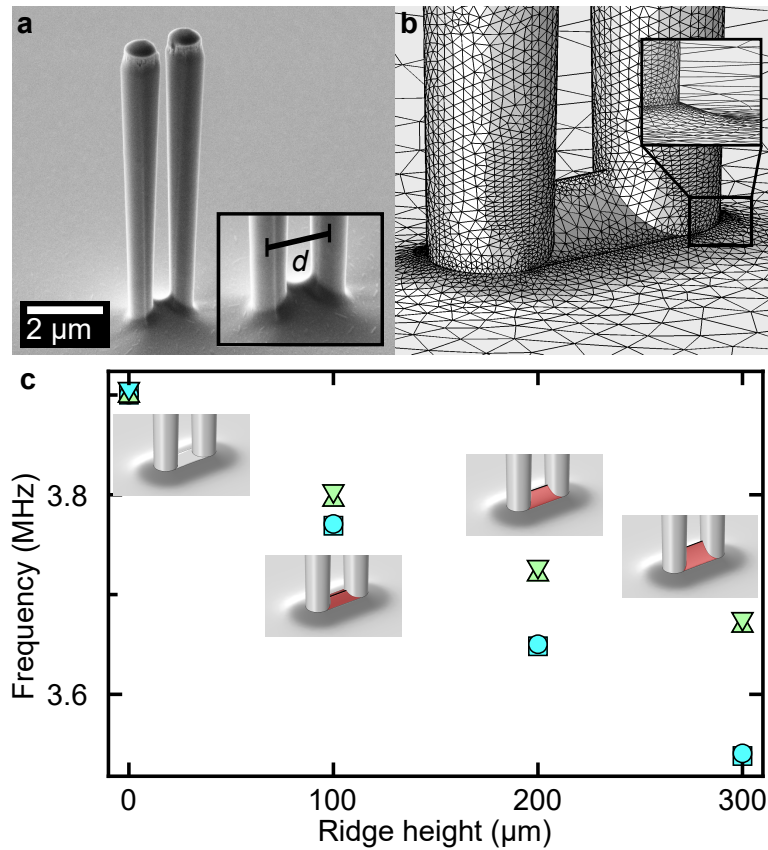 a
b
2 μm
d
c
Frequency (MHz)
3.8
3.6
0
100
200
300
Ridge height (μm)